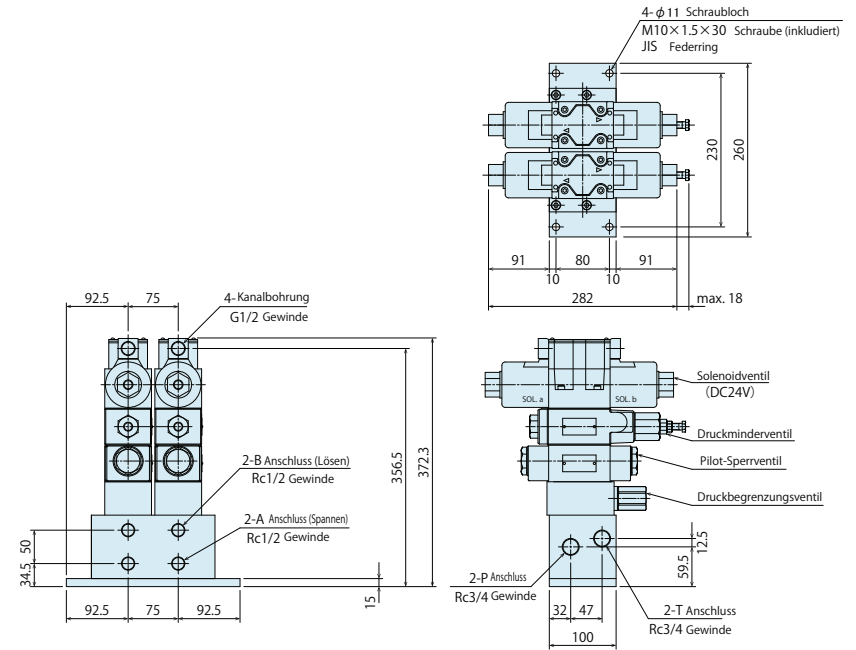 4-φ11 Schraubloch
M10×1.5×30 Schraube (inkludiert)
JIS Federring
230
260
91
80
91
10
10
282
max. 18
92.5
75
4-Kanalbohrung
G1/2 Gewinde
2-B Anschluss (Lösen)
Rc1/2 Gewinde
2-A Anschluss (Spannen)
Rc1/2 Gewinde
356.5
372.3
50
34.5
15
92.5
75
92.5
SOL. a
SOL. b
Solenoidventil
(DC24V)
Druckminderventil
Pilot-Sperrventil
Druckbegrenzungsventil
12.5
59.5
2-P Anschluss
Rc3/4 Gewinde
32
47
2-T Anschluss
Rc3/4 Gewinde
100